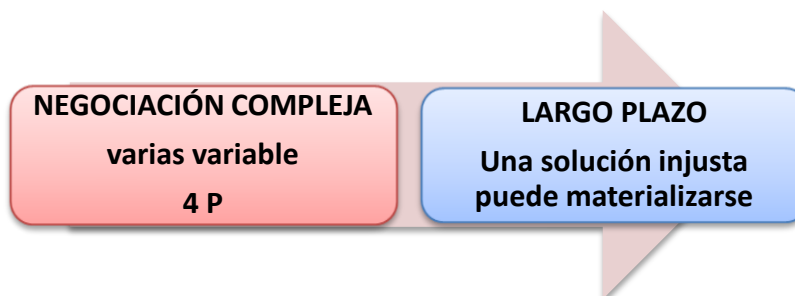 NEGOCIACIÓN COMPLEJA
varias variable
4 P
LARGO PLAZO
Una solución injusta
puede materializarse